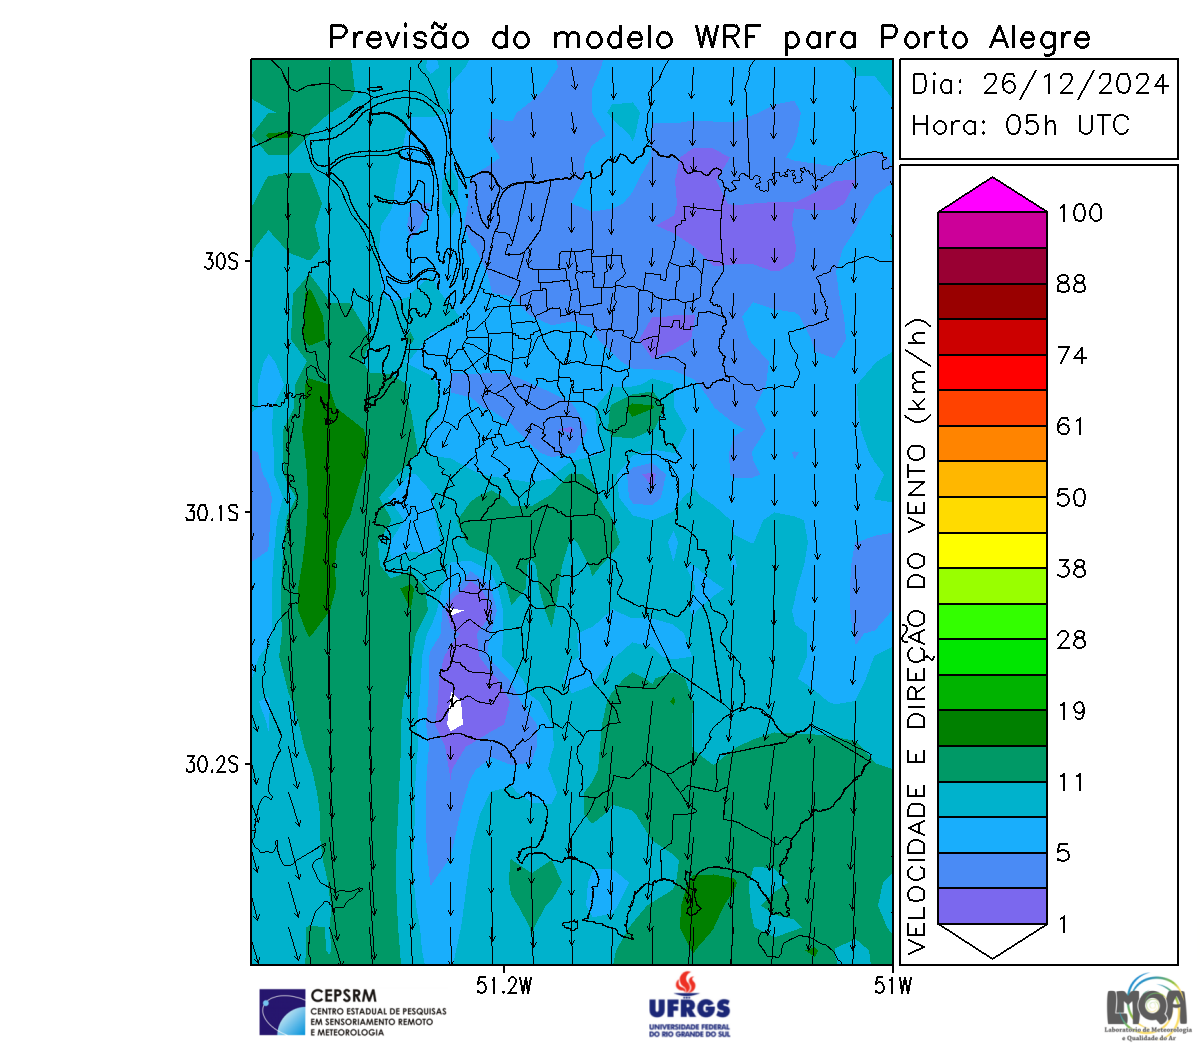 Previsão do modelo WRF para Porto Alegre
Dia: 26/12/2024
Hora: 05h UTC
30S
30.1S
30.2S
51.2W
51W
VELOCIDADE E DIREÇÃO DO VENTO (km/h)
100
88
74
61
50
38
28
19
11
5
1
CEPSRM
CENTRO ESTADUAL DE PESQUISAS
EM SENSORIAMENTO REMOTO
E METEOROLOGIA
UFRGS
UNIVERSIDADE FEDERAL
DO RIO GRANDE DO SUL
LMQA
Laboratório de Meteorologia
e Qualidade do Ar